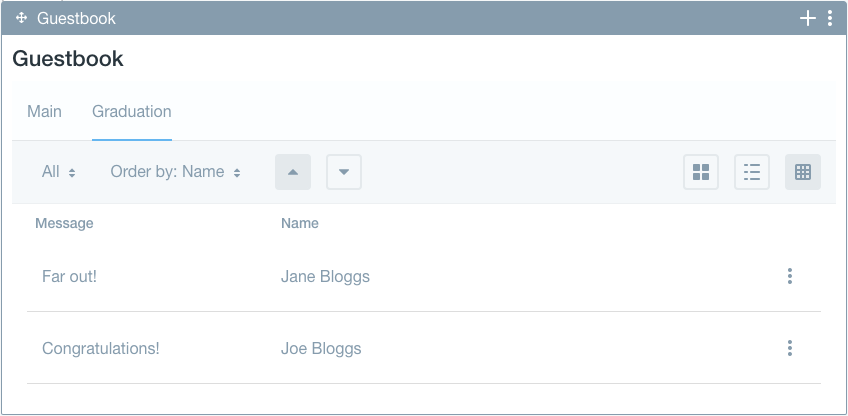 Guestbook
Guestbook
Main Graduation
All Order by: Name
Message Name
Far out! Jane Bloggs
Congratulations! Joe Bloggs